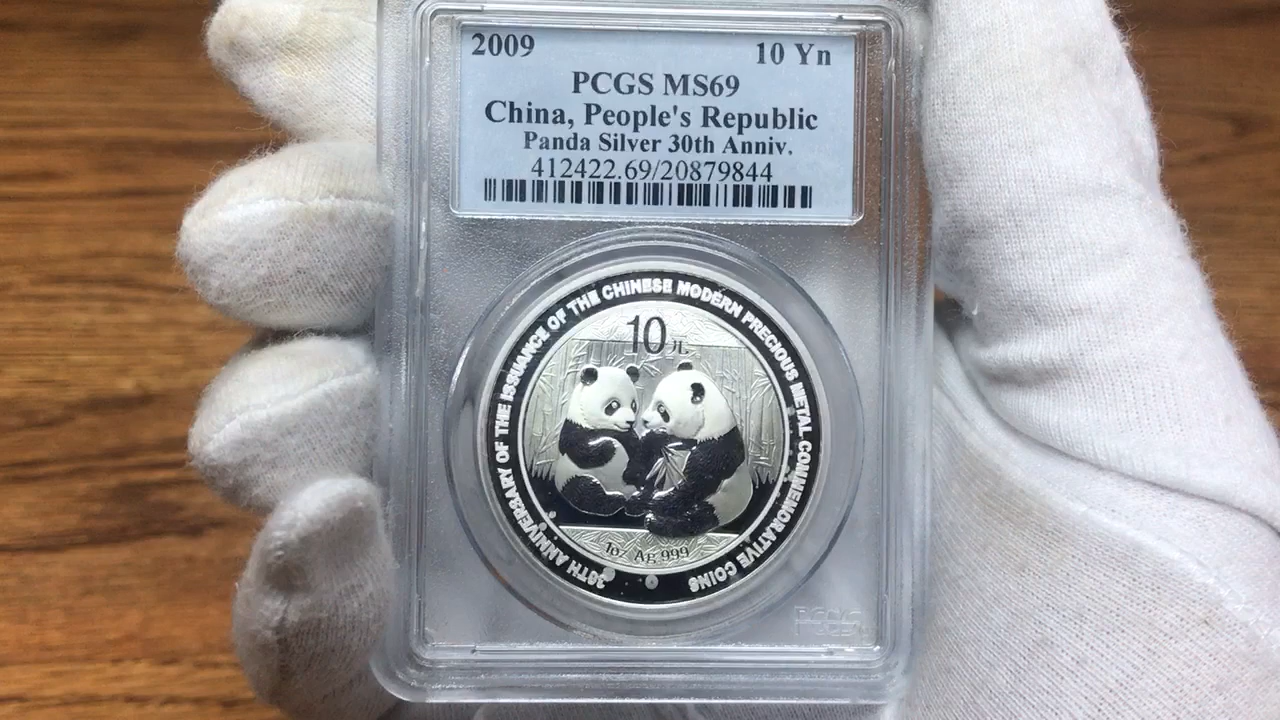 2009 10 Yn
PCGS MS69
China, People's Republic
Panda Silver 30th Anniv.
412422.69/20879844
30TH ANNIVERSARY OF THE ISSUANCE OF THE CHINESE MODERN PRECIOUS METAL COMMEMORATIVE COINS
10元
1oz Ag.999
PCGS